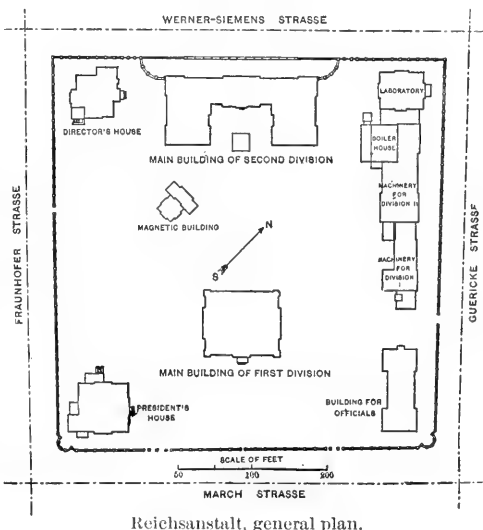 WERNER-SIEMENS STRASSE
DIRECTOR'S HOUSE
MAIN BUILDING OF SECOND DIVISION
LABORATORY
BOILER
HOUSE
MACHINERY
FOR
DIVISION II
MAGNETIC BUILDING
N
S
MACHINERY
FOR
DIVISION
I
FRAUNHOFER STRASSE
GUERICKE STRASSE
MAIN BUILDING OF FIRST DIVISION
PRESIDENT'S
HOUSE
BUILDING FOR
OFFICIALS
SCALE OF FEET
50 100 200
MARCH STRASSE
Reichsanstalt, general plan.